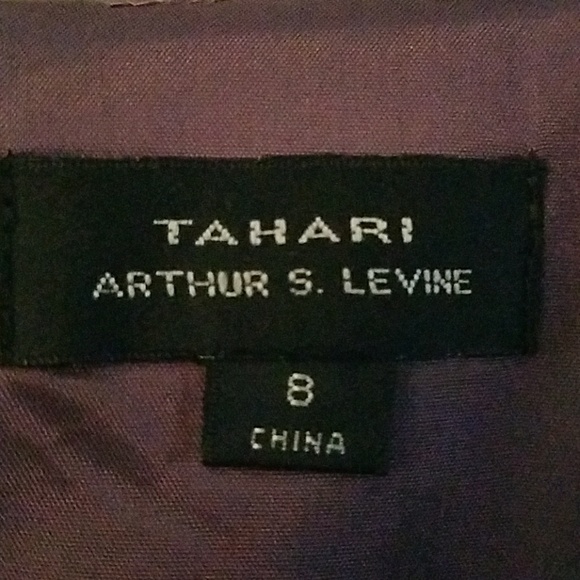 TAHARI
ARTHUR S. LEVINE
8
CHINA